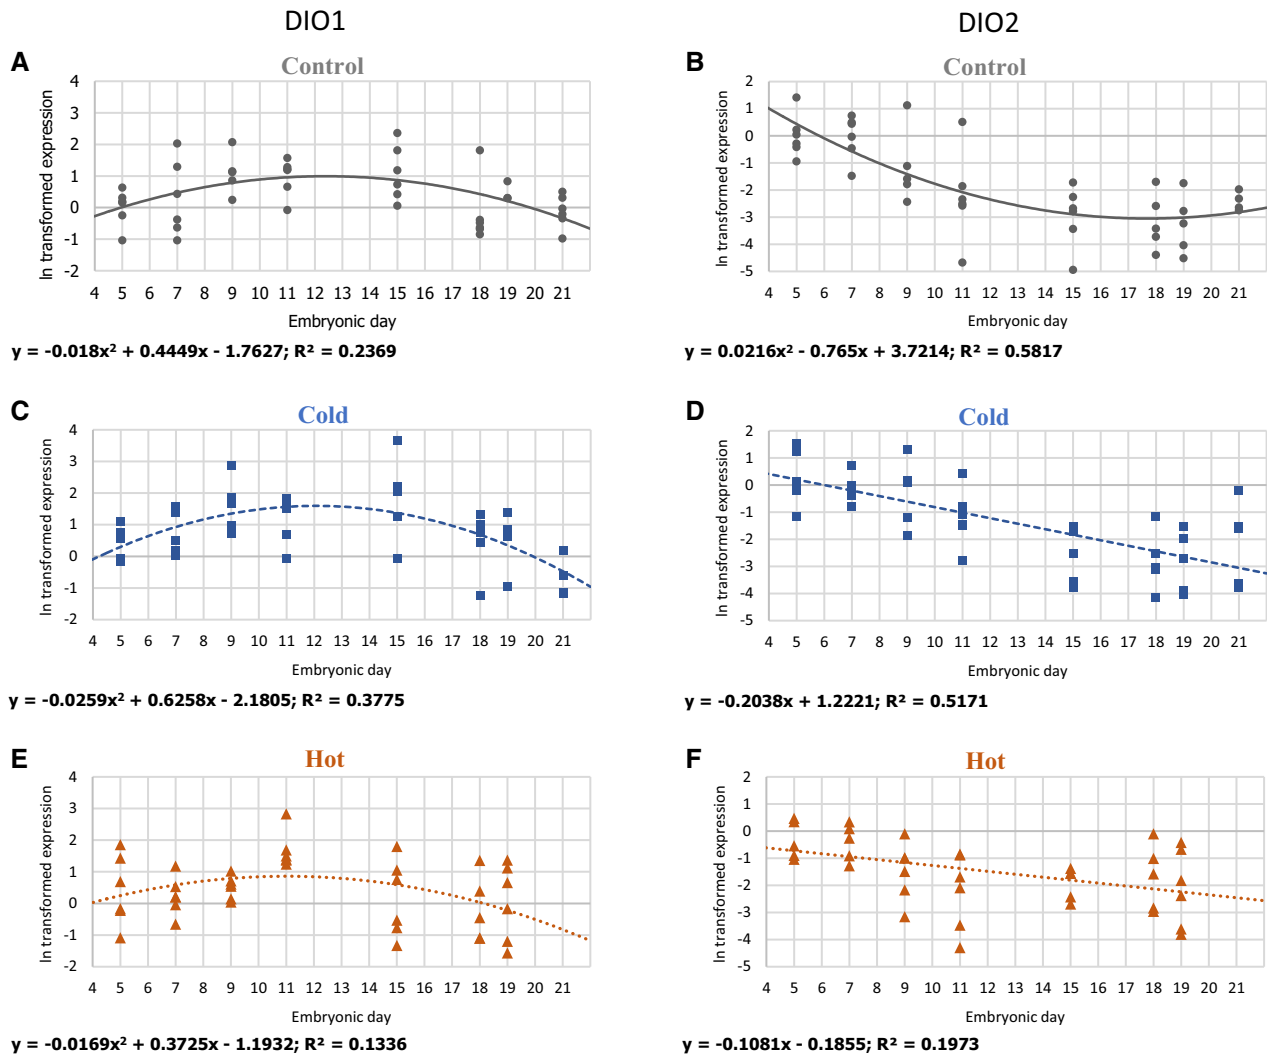 DIO1
DIO2
A
Control
ln transformed expression
4
3
2
1
0
-1
-2
4 5 6 7 8 9 10 11 12 13 14 15 16 17 18 19 20 21
Embryonic day
y = -0.018x² + 0.4449x - 1.7627; R² = 0.2369
B
Control
ln transformed expression
2
1
0
-1
-2
-3
-4
-5
4 5 6 7 8 9 10 11 12 13 14 15 16 17 18 19 20 21
Embryonic day
y = 0.0216x² - 0.765x + 3.7214; R² = 0.5817
C
Cold
ln transformed expression
4
3
2
1
0
-1
-2
4 5 6 7 8 9 10 11 12 13 14 15 16 17 18 19 20 21
Embryonic day
y = -0.0259x² + 0.6258x - 2.1805; R² = 0.3775
D
Cold
ln transformed expression
2
1
0
-1
-2
-3
-4
-5
4 5 6 7 8 9 10 11 12 13 14 15 16 17 18 19 20 21
Embryonic day
y = -0.2038x + 1.2221; R² = 0.5171
E
Hot
ln transformed expression
4
3
2
1
0
-1
-2
4 5 6 7 8 9 10 11 12 13 14 15 16 17 18 19 20 21
Embryonic day
y = -0.0169x² + 0.3725x - 1.1932; R² = 0.1336
F
Hot
ln transformed expression
2
1
0
-1
-2
-3
-4
-5
4 5 6 7 8 9 10 11 12 13 14 15 16 17 18 19 20 21
Embryonic day
y = -0.1081x - 0.1855; R² = 0.1973